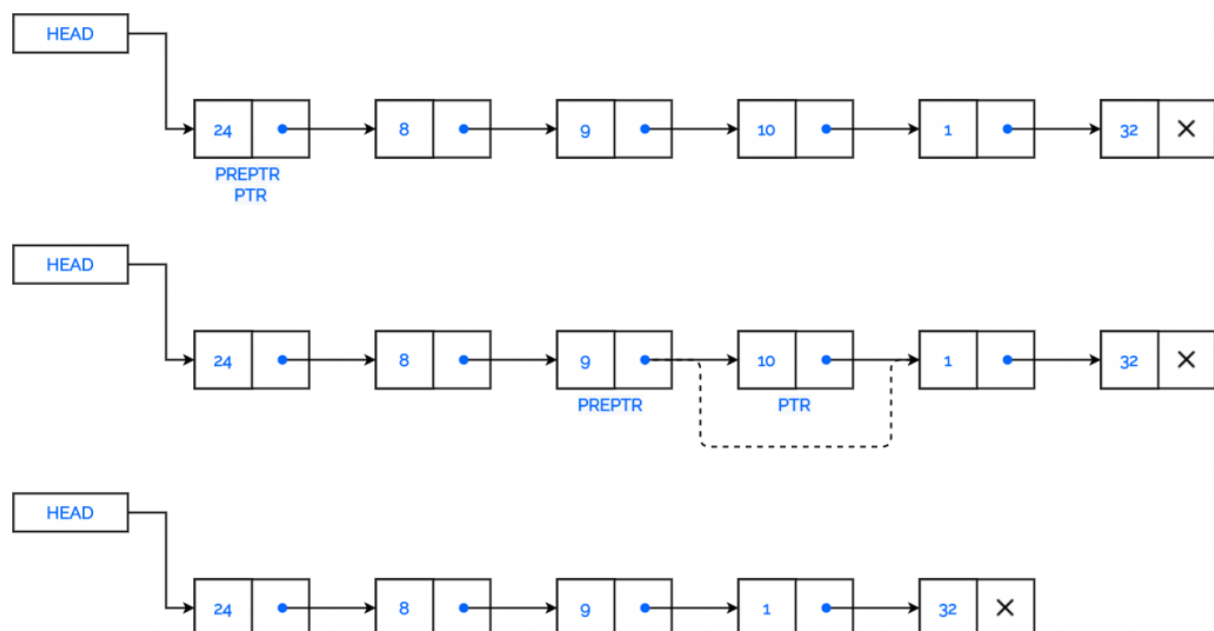 HEAD
24 8 9 10 1 32 X
PREPTR
PTR
HEAD
24 8 9 10 1 32 X
PREPTR PTR
HEAD
24 8 9 1 32 X